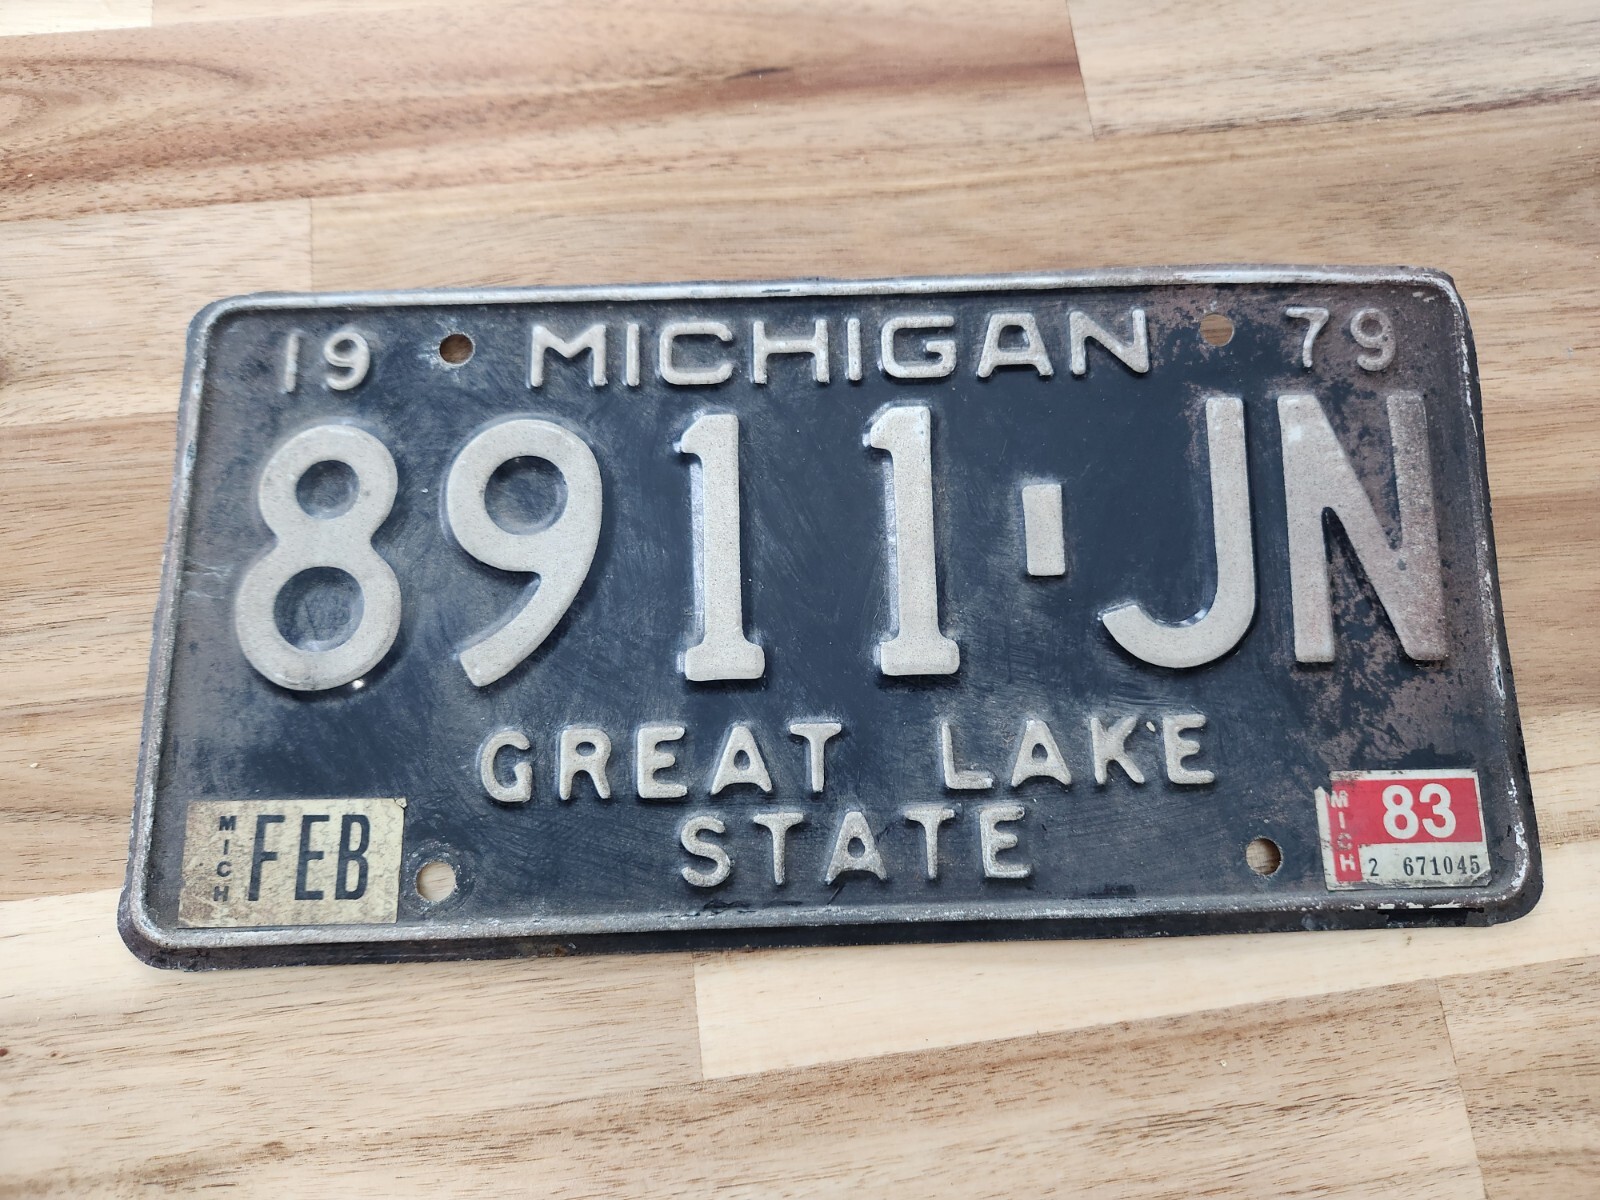 19 MICHIGAN 79
8911-JN
GREAT LAKE
STATE
MICH FEB
MICH 83
2 671045